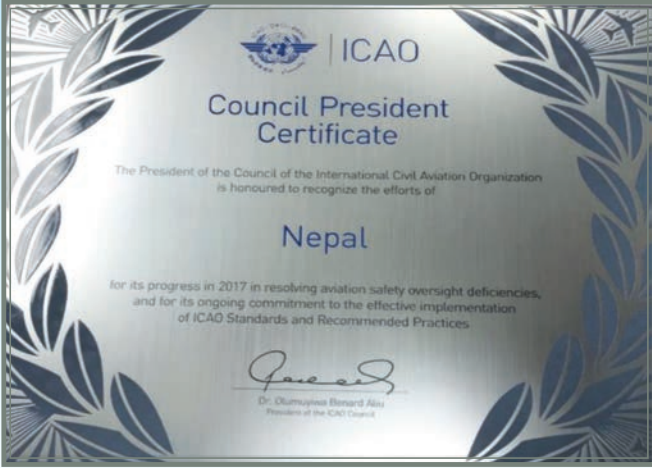 ICAO
Council President
Certificate
The President of the Council of the International Civil Aviation Organization
is honoured to recognize the efforts of
Nepal
for its progress in 2017 in resolving aviation safety oversight deficiencies,
and for its ongoing commitment to the effective implementation
of ICAO Standards and Recommended Practices
Dr. Olumuyiwa Benard Aliu
President of the ICAO Council